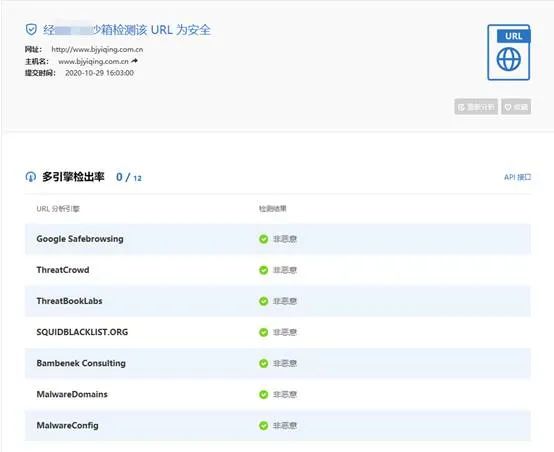 经 沙箱检测该 URL 为安全
URL
网址: http://www.bjyiqing.com.cn
主机名: www.bjyiqing.com.cn
提交时间: 2020-10-29 16:03:00
重新分析 收藏
多引擎检出率 0 / 12 API 接口
URL 分析引擎 检测结果
Google Safebrowsing 非恶意
ThreatCrowd 非恶意
ThreatBookLabs 非恶意
SQUIDBLACKLIST.ORG 非恶意
Bambenek Consulting 非恶意
MalwareDomains 非恶意
MalwareConfig 非恶意